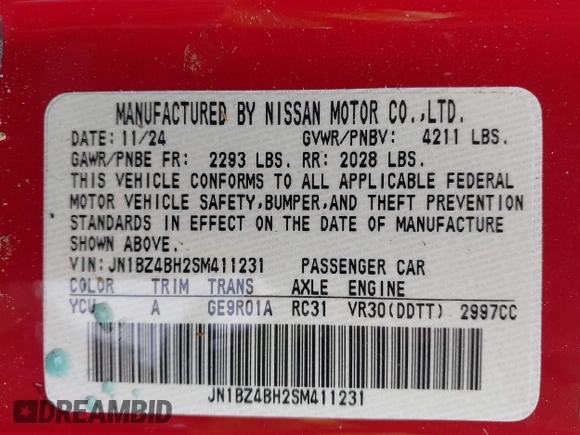 MANUFACTURED BY NISSAN MOTOR CO.,LTD.
DATE: 11/24 GVWR/PNBV: 4211 LBS.
GAWR/PNBE FR: 2293 LBS. RR: 2028 LBS.
THIS VEHICLE CONFORMS TO ALL APPLICABLE FEDERAL
MOTOR VEHICLE SAFETY,BUMPER,AND THEFT PREVENTION
STANDARDS IN EFFECT ON THE DATE OF MANUFACTURE
SHOWN ABOVE.
VIN:JN1BZ4BH2SM411231 PASSENGER CAR
COLOR TRIM TRANS AXLE ENGINE
YCU A GE9R01A RC31 VR30(DDTT) 2997CC
JN1BZ4BH2SM411231
DREAMBID